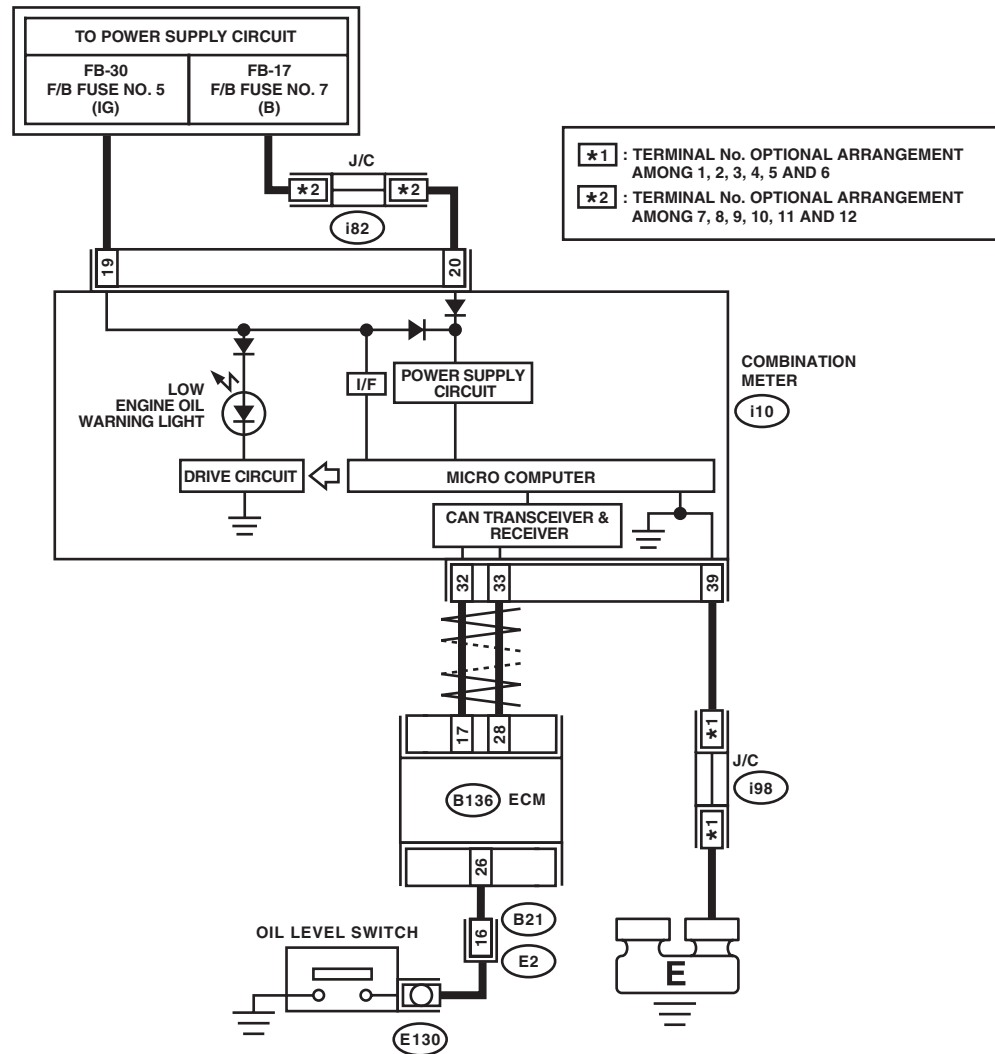 TO POWER SUPPLY CIRCUIT
FB-30
F/B FUSE NO. 5
(IG)
FB-17
F/B FUSE NO. 7
(B)
J/C
*2
*2
i82
*1 : TERMINAL No. OPTIONAL ARRANGEMENT
AMONG 1, 2, 3, 4, 5 AND 6
*2 : TERMINAL No. OPTIONAL ARRANGEMENT
AMONG 7, 8, 9, 10, 11 AND 12
19
20
LOW
ENGINE OIL
WARNING LIGHT
I/F
POWER SUPPLY
CIRCUIT
COMBINATION
METER
i10
DRIVE CIRCUIT
MICRO COMPUTER
CAN TRANSCEIVER &
RECEIVER
32
33
39
17
28
*1
J/C
i98
*1
B136
ECM
26
B21
16
E2
OIL LEVEL SWITCH
E130
E